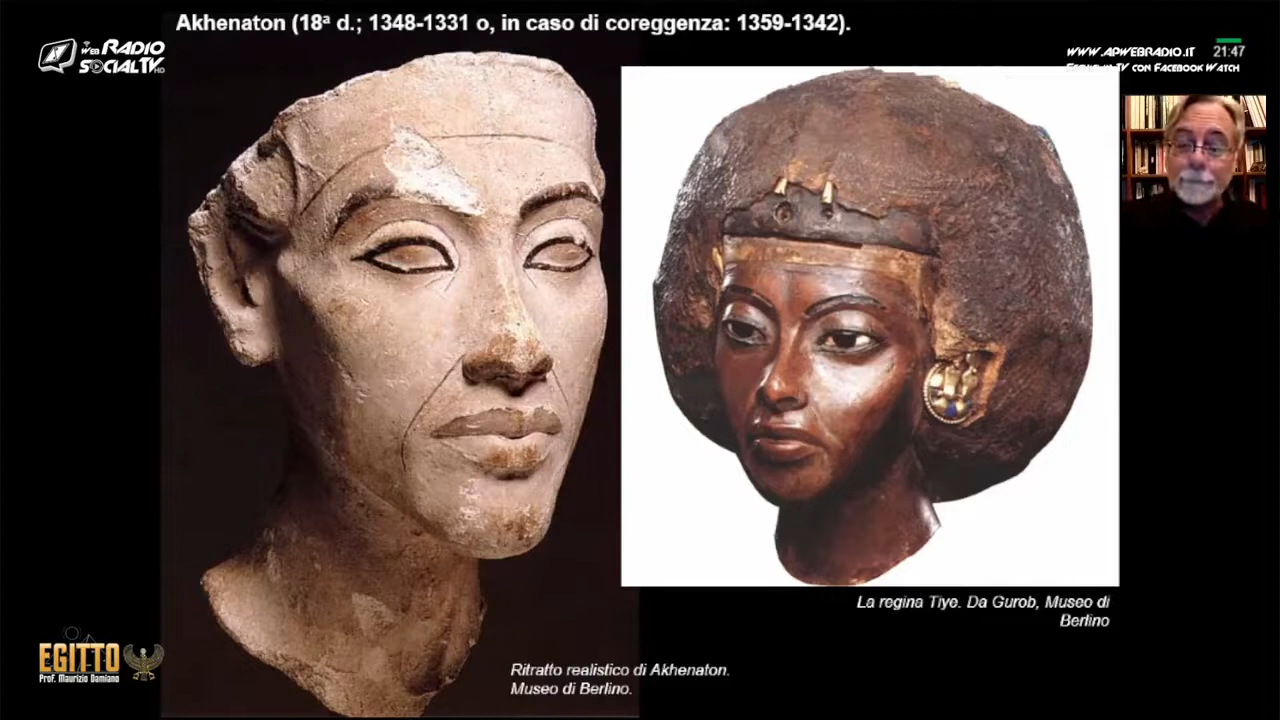 Akhenaton (18ª d.; 1348-1331 o, in caso di coreggenza: 1359-1342).
WEB RADIO
SOCIALTV HD
WWW.APWEBRADIO.IT
21:47
TV CON FACEBOOK WATCH
La regina Tiye. Da Gurob, Museo di
Berlino
Ritratto realistico di Akhenaton.
Museo di Berlino.
EGITTO
Prof. Maurizio Damiano